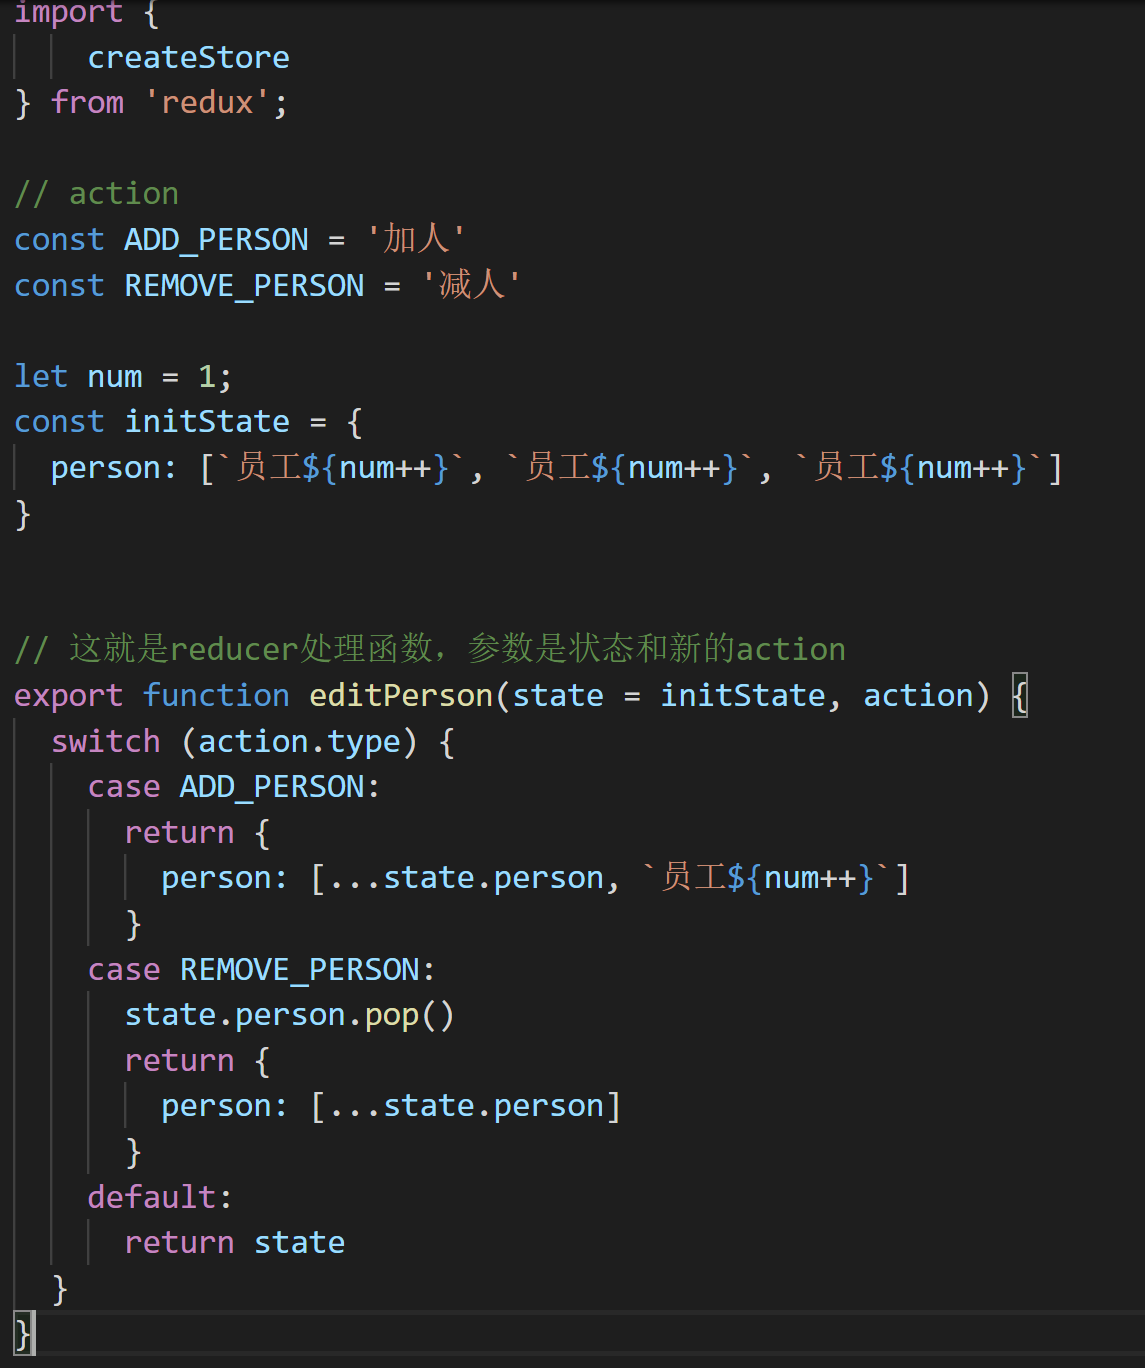 import {
    createStore
} from 'redux';
// action
const ADD_PERSON = '加人'
const REMOVE_PERSON = '减人'
let num = 1;
const initState = {
  person: [`员工${num++}`, `员工${num++}`, `员工${num++}`]
}
// 这就是reducer处理函数，参数是状态和新的action
export function editPerson(state = initState, action) {
  switch (action.type) {
    case ADD_PERSON:
      return {
        person: [...state.person, `员工${num++}`]
      }
    case REMOVE_PERSON:
      state.person.pop()
      return {
        person: [...state.person]
      }
    default:
      return state
  }
}